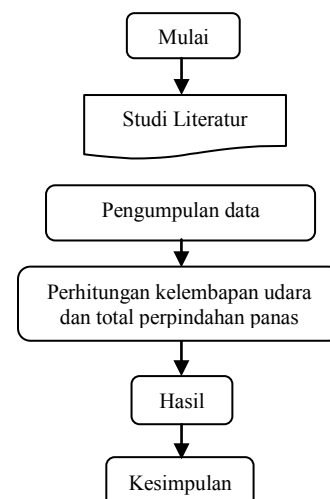 Mulai
Studi Literatur
Pengumpulan data
Perhitungan kelembapan udara
dan total perpindahan panas
Hasil
Kesimpulan